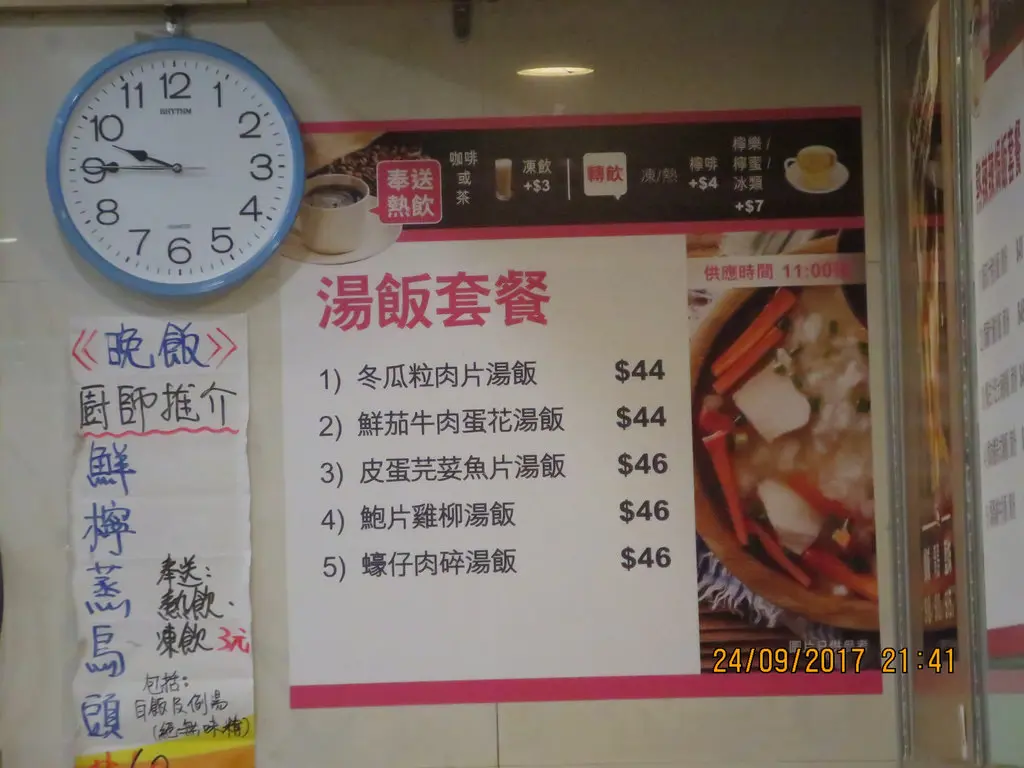 12
1
2
3
4
5
6
7
8
9
10
11
RHYTHM
奉送
熱飲
咖啡
或
茶
凍飲
+$3
轉飲
凍/熱
檸啡
+$4
檸樂/
檸蜜/
冰類
+$7
湯飯套餐
供應時間 11:00
1) 冬瓜粒肉片湯飯 $44
2) 鮮茄牛肉蛋花湯飯 $44
3) 皮蛋芫荽魚片湯飯 $46
4) 鮑片雞柳湯飯 $46
5) 蠔仔肉碎湯飯 $46
《晚飯》
廚師推介
鮮檸蒸烏頭
奉送:
熱飲.
凍飲3元
包括:
白飯及例湯
(絕無味精)
24/09/2017 21:41